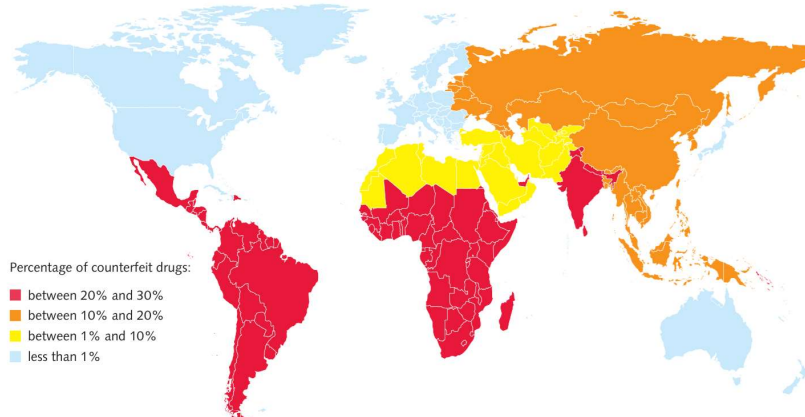 Percentage of counterfeit drugs:
between 20% and 30%
between 10% and 20%
between 1% and 10%
less than 1%